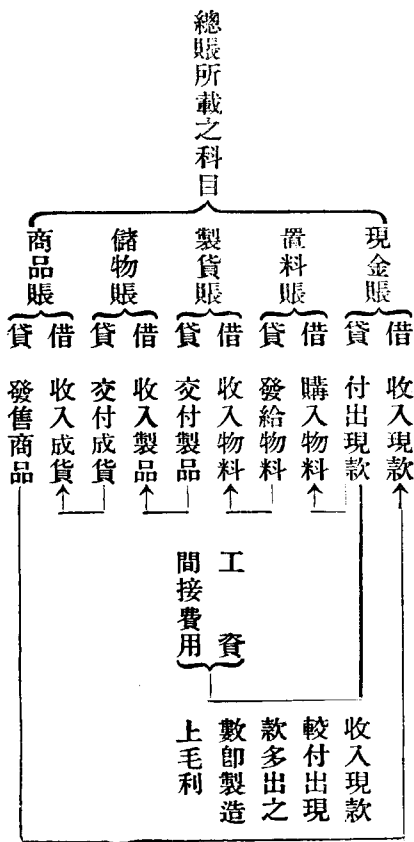 總賬所載之科目
現金賬
借 收入現款
貸 付出現款
置料賬
借 購入物料
貸 發給物料
製貨賬
借 收入物料
貸 交付製品
儲物賬
借 收入製品
貸 交付成貨
商品賬
借 收入成貨
貸 發售商品
工資
間接費用
收入現款
較付出現
款多出之
數卽製造
上毛利